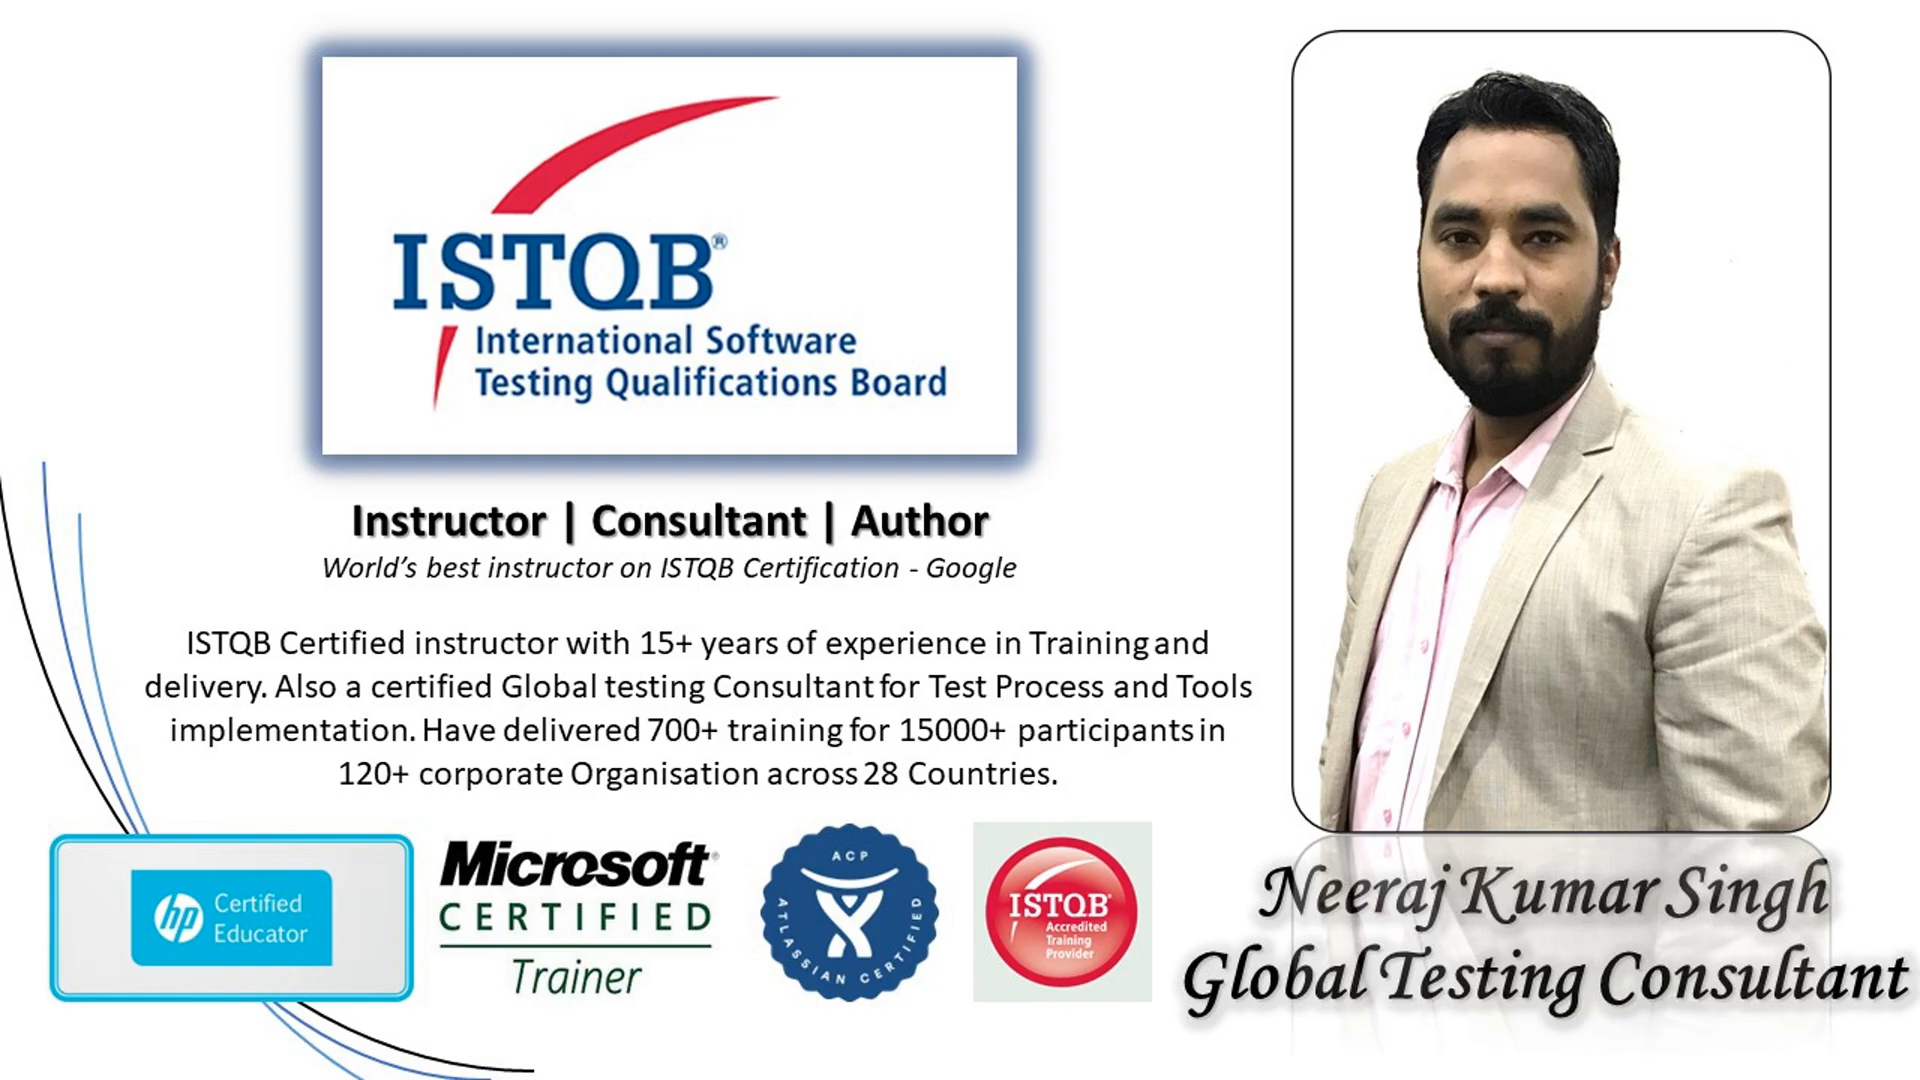 ISTQB®
International Software
Testing Qualifications Board
Instructor | Consultant | Author
World's best instructor on ISTQB Certification - Google
ISTQB Certified instructor with 15+ years of experience in Training and
delivery. Also a certified Global testing Consultant for Test Process and Tools
implementation. Have delivered 700+ training for 15000+ participants in
120+ corporate Organisation across 28 Countries.
hp Certified
Educator
Microsoft®
CERTIFIED
Trainer
ACP
ATLASSIAN CERTIFIED
ISTQB®
Accredited
Training
Provider
Neeraj Kumar Singh
Global Testing Consultant